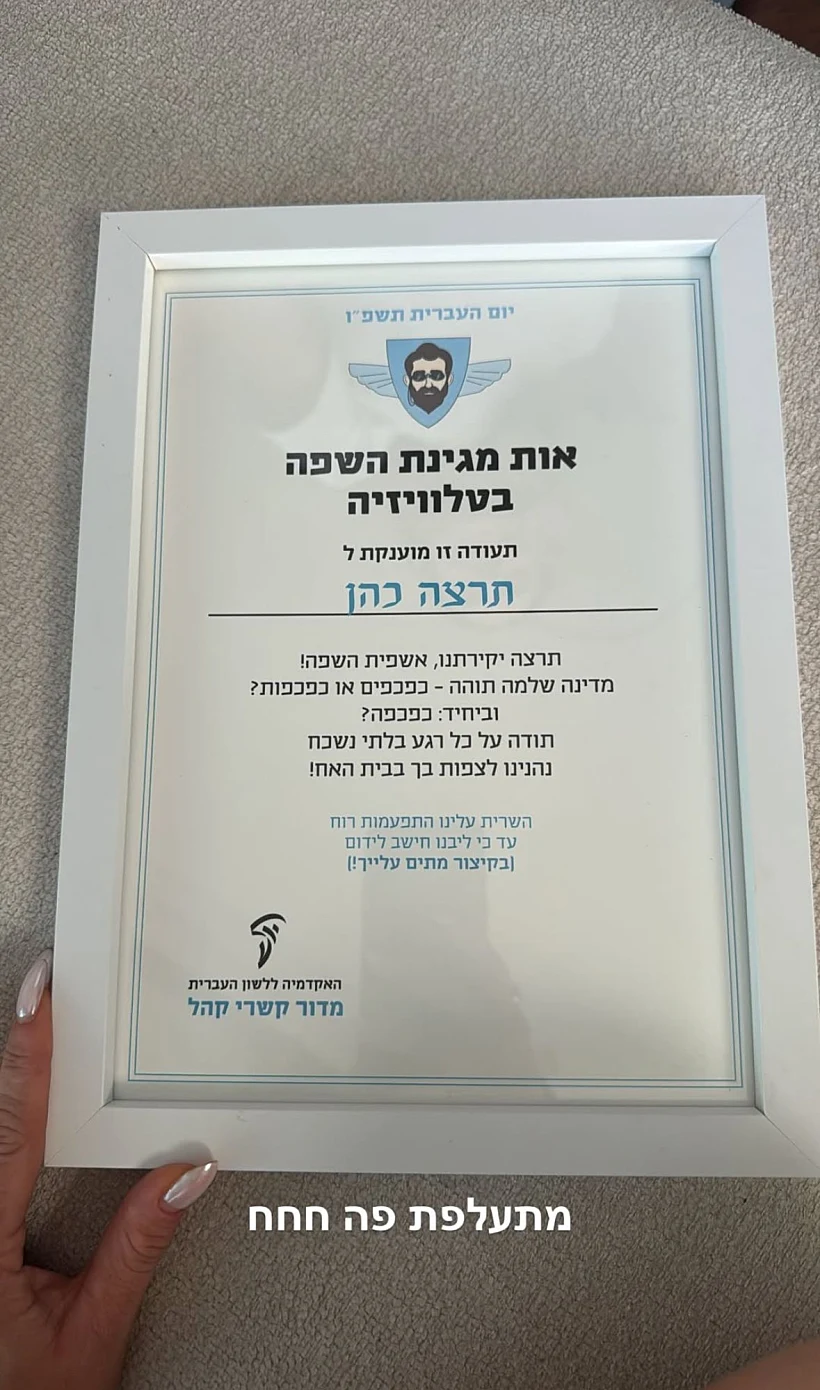 יום העברית תשפ״ו
אות מגינת השפה
בטלוויזיה
תעודה זו מוענקת ל
תרצה כהן
תרצה יקירתנו, אשפית השפה!
מדינה שלמה תוהה – כפכפים או כפכפות?
וביחיד: כפכפה?
תודה על כל רגע בלתי נשכח
נהנינו לצפות בך בבית האח!
השרית עלינו התפעמות רוח
עד כי ליבנו חישב לידום
(בקיצור מתים עלייך!)
האקדמיה ללשון העברית
מדור קשרי קהל
מתעלפת פה חחח